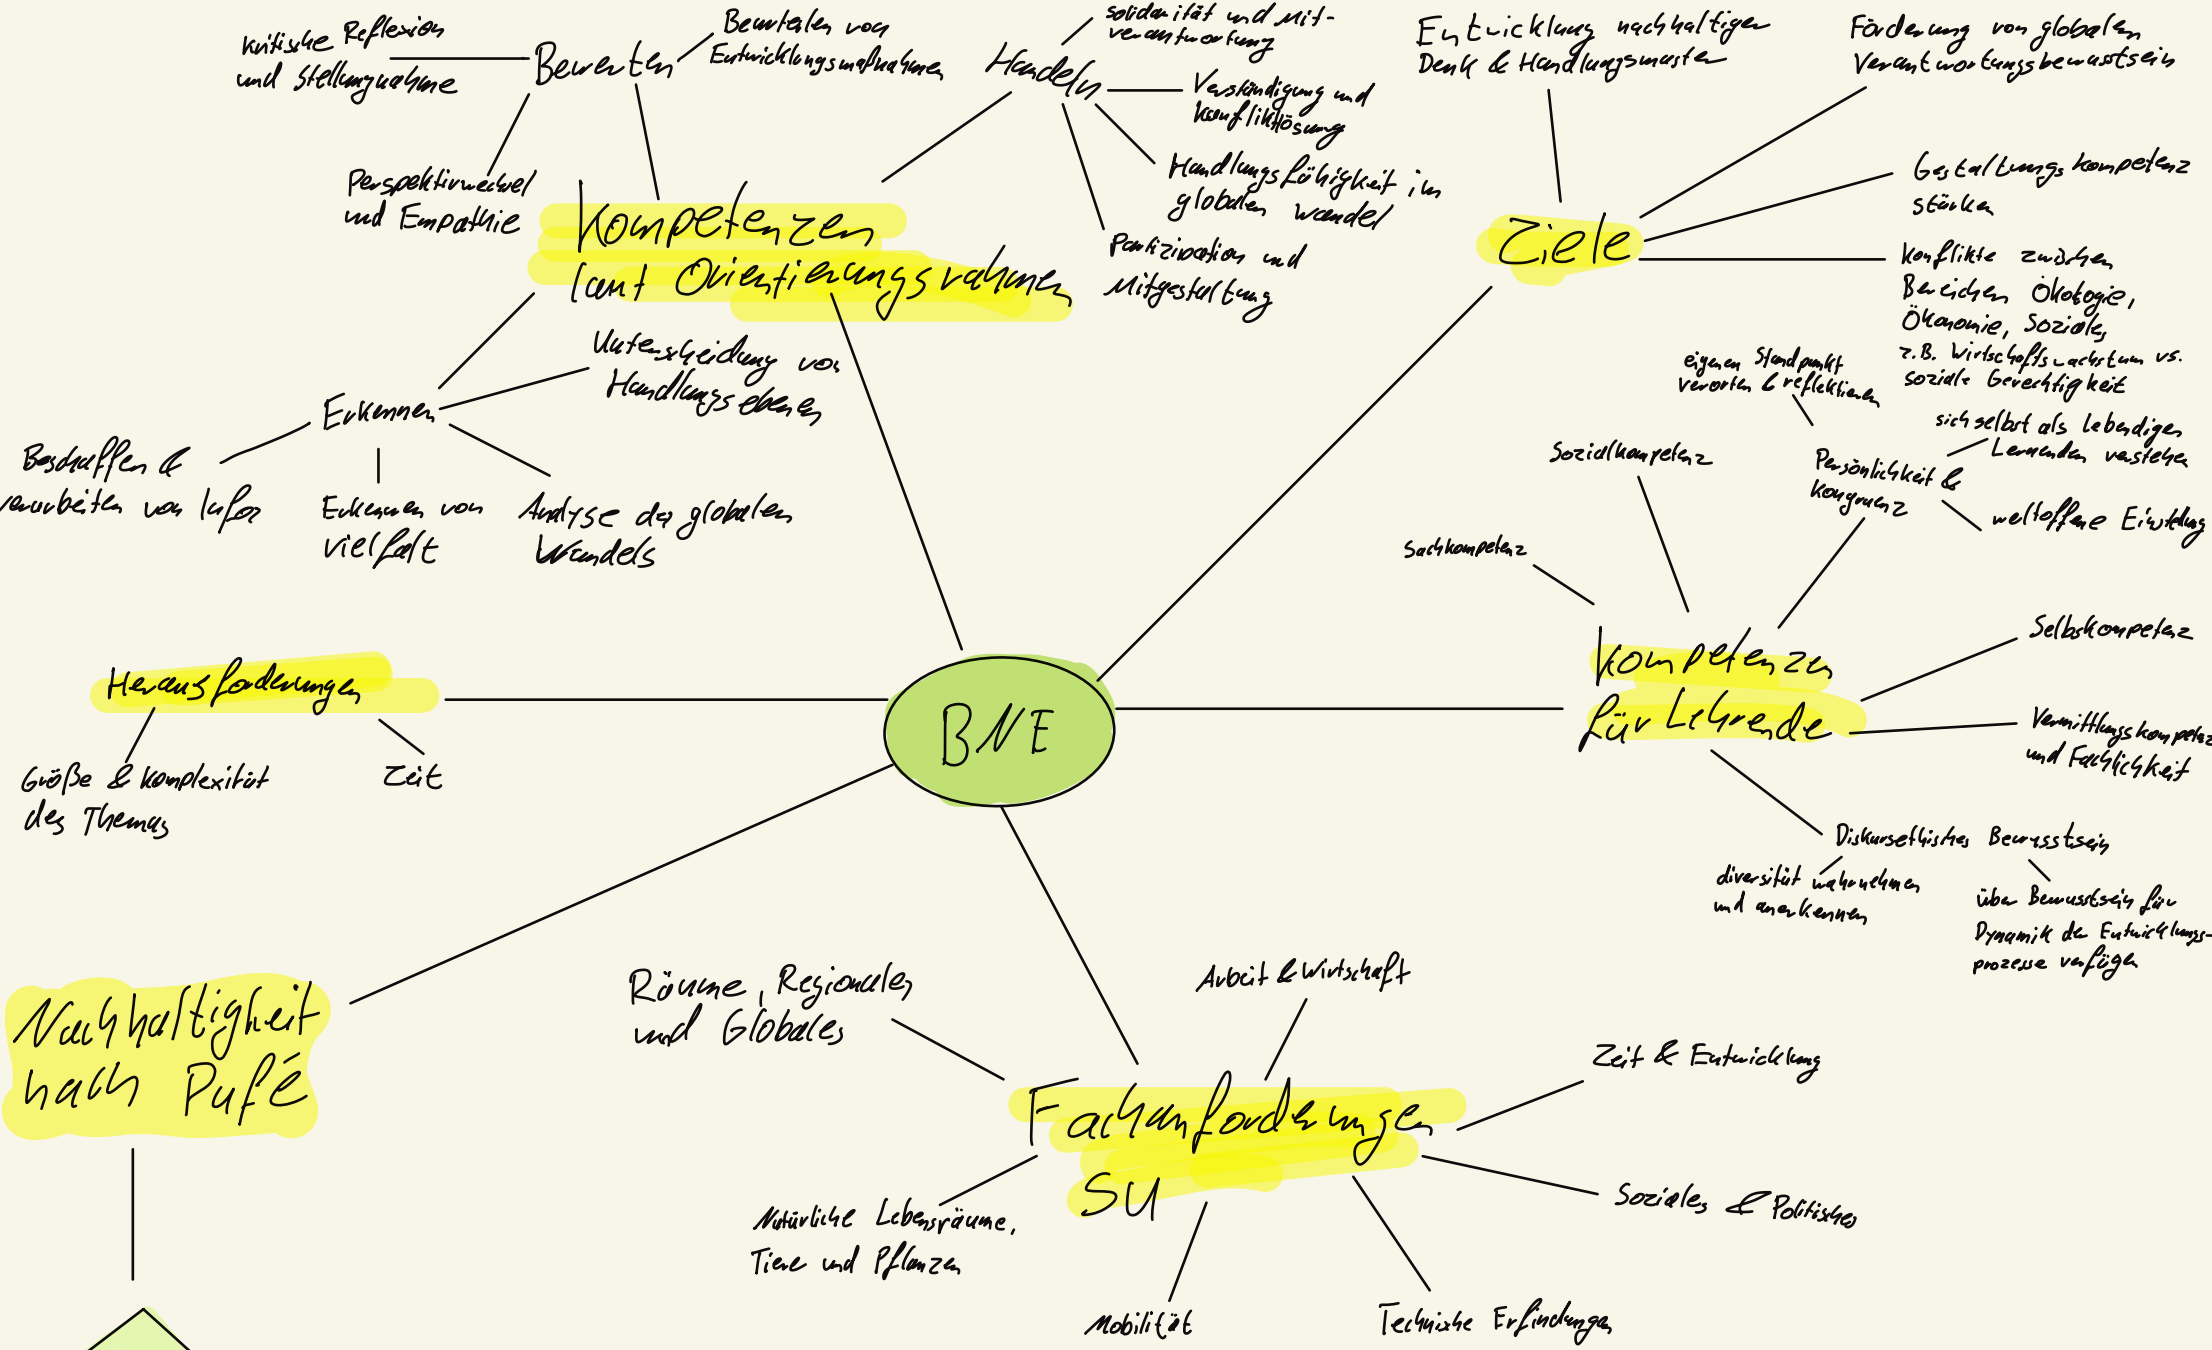 kritische Reflexion
und Stellungnahme
Bewerten
Beurteilen von
Entwicklungsmaßnahmen
Perspektivwechsel
und Empathie
Handeln
solidarität und Mit-
verantwortung
Verständigung und
Konfliktlösung
Handlungsfähigkeit im
globalen Wandel
Partizipation und
Mitgestaltung
Kompetenzen
laut Orientierungsrahmen
Erkennen
Unterscheidung von
Handlungsebenen
Beschaffen &
verarbeiten von Infos
Erkennen von
Vielfalt
Analyse des globalen
Wandels
Entwicklung nachhaltiger
Denk & Handlungsmuster
Förderung von globalen
Verantwortungsbewusstsein
Ziele
Gestaltungskompetenz
stärken
Konflikte zwischen
Bereichen Ökologie,
Ökonomie, Soziales,
z.B. Wirtschaftswachstum vs.
soziale Gerechtigkeit
eigenen Standpunkt
verorten & reflektieren
sich selbst als lebendigen
Lernenden verstehen
Persönlichkeit &
Kongruenz
weltoffene Einstellung
Sozialkompetenz
Sachkompetenz
Kompetenzen
für Lehrende
Selbskompetenz
Vermittlungskompetenz
und Fachlichkeit
Diskursethisches Bewusstsein
diversität wahrnehmen
und anerkennen
über Bewusstsein für
Dynamik der Entwicklungs-
prozesse verfügen
Herausforderungen
Größe & Komplexität
des Themas
Zeit
BNE
Nachhaltigkeit
nach Pufé
Räume, Regionales
und Globales
Arbeit & Wirtschaft
Zeit & Entwicklung
Fachanforderungen
SU
Soziales & Politisches
Natürliche Lebensräume,
Tiere und Pflanzen
Mobilität
Technische Erfindungen